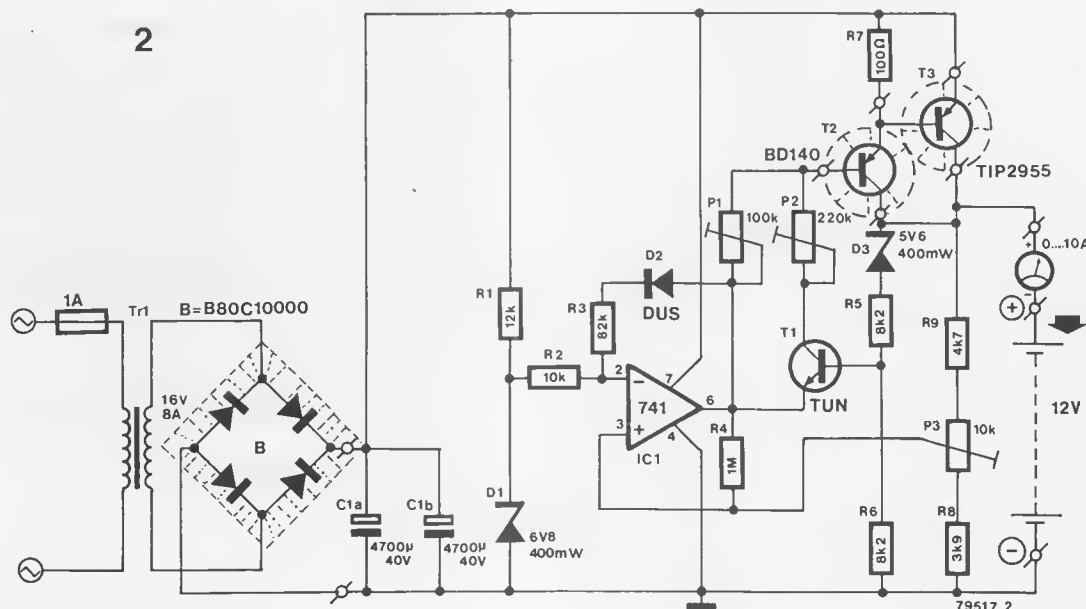 2
1A
Tr1
B=B80C10000
16V
8A
B
C1a
4700µ
40V
C1b
4700µ
40V
R1
12k
D1
6V8
400mW
R2
10k
R3
82k
D2
DUS
2
3
7
6
4
741
IC1
R4
1M
P1
100k
P2
220k
T1
TUN
BD140
T2
R7
100Ω
T3
TIP2955
D3
5V6
400mW
R5
8k2
R6
8k2
R9
4k7
P3
10k
R8
3k9
0....10A
+
-
+
12V
-
79517 2